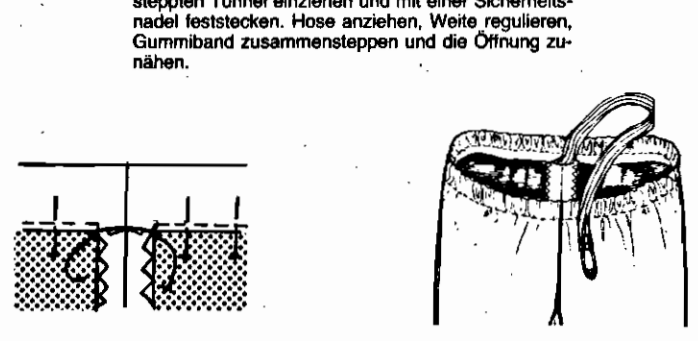 steppten Tunnel einziehen und mit einer Sicherheits-
nadel feststecken. Hose anziehen, Weite regulieren,
Gummiband zusammensteppen und die Öffnung zu-
nähen.